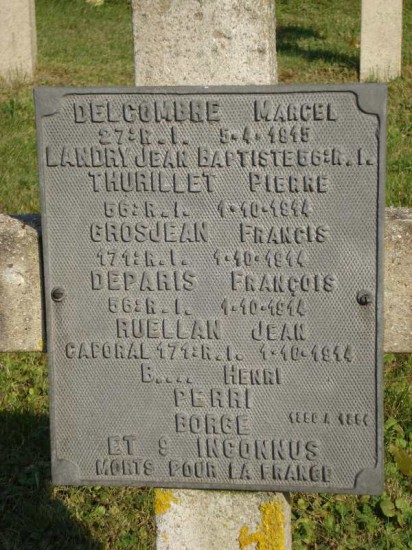 DELCOMBRE MARCEL
27E R.I. 5-4-1915
LANDRY JEAN BAPTISTE 56E R.I.
THURILLET PIERRE
56E R.I. 1-10-1914
GROSJEAN FRANCIS
171E R.I. 1-10-1914
DEPARIS FRANÇOIS
56E R.I. 1-10-1914
RUELLAN JEAN
CAPORAL 171E R.I. 1-10-1914
B.... HENRI
PERRI
BORGE
ET 9 INCONNUS
MORTS POUR LA FRANCE